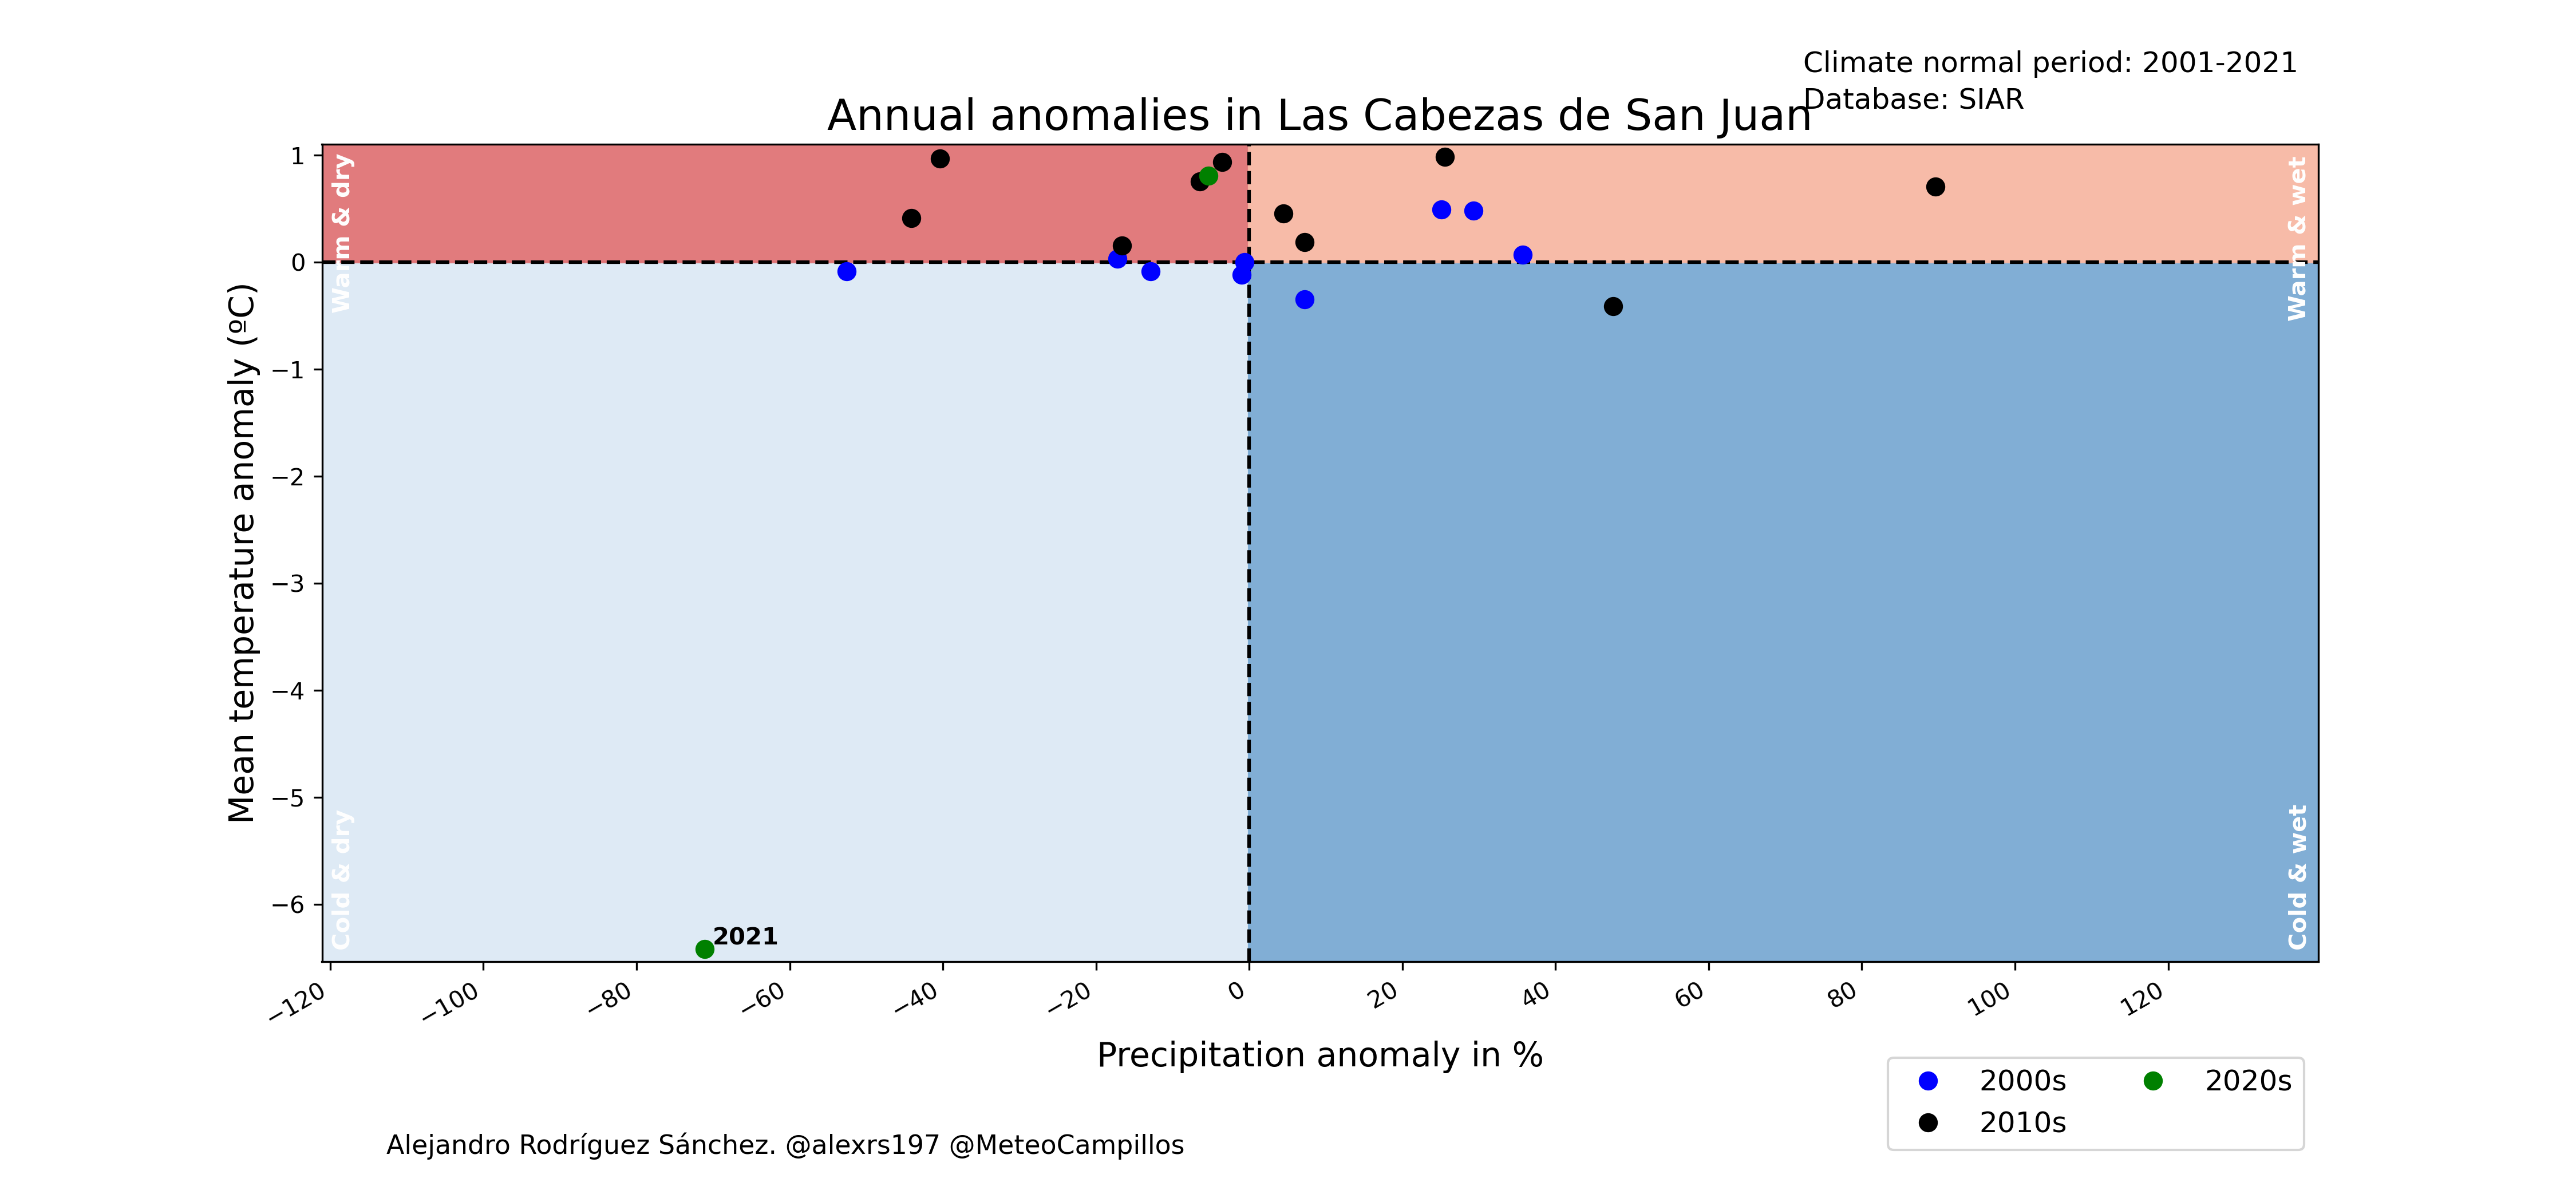 Climate normal period: 2001-2021
Database: SIAR
Annual anomalies in Las Cabezas de San Juan
Warm & dry
Warm & wet
Cold & dry
Cold & wet
Mean temperature anomaly (ºC)
1
0
−1
−2
−3
−4
−5
−6
2021
−120
−100
−80
−60
−40
−20
0
20
40
60
80
100
120
Precipitation anomaly in %
2000s
2010s
2020s
Alejandro Rodríguez Sánchez. @alexrs197 @MeteoCampillos